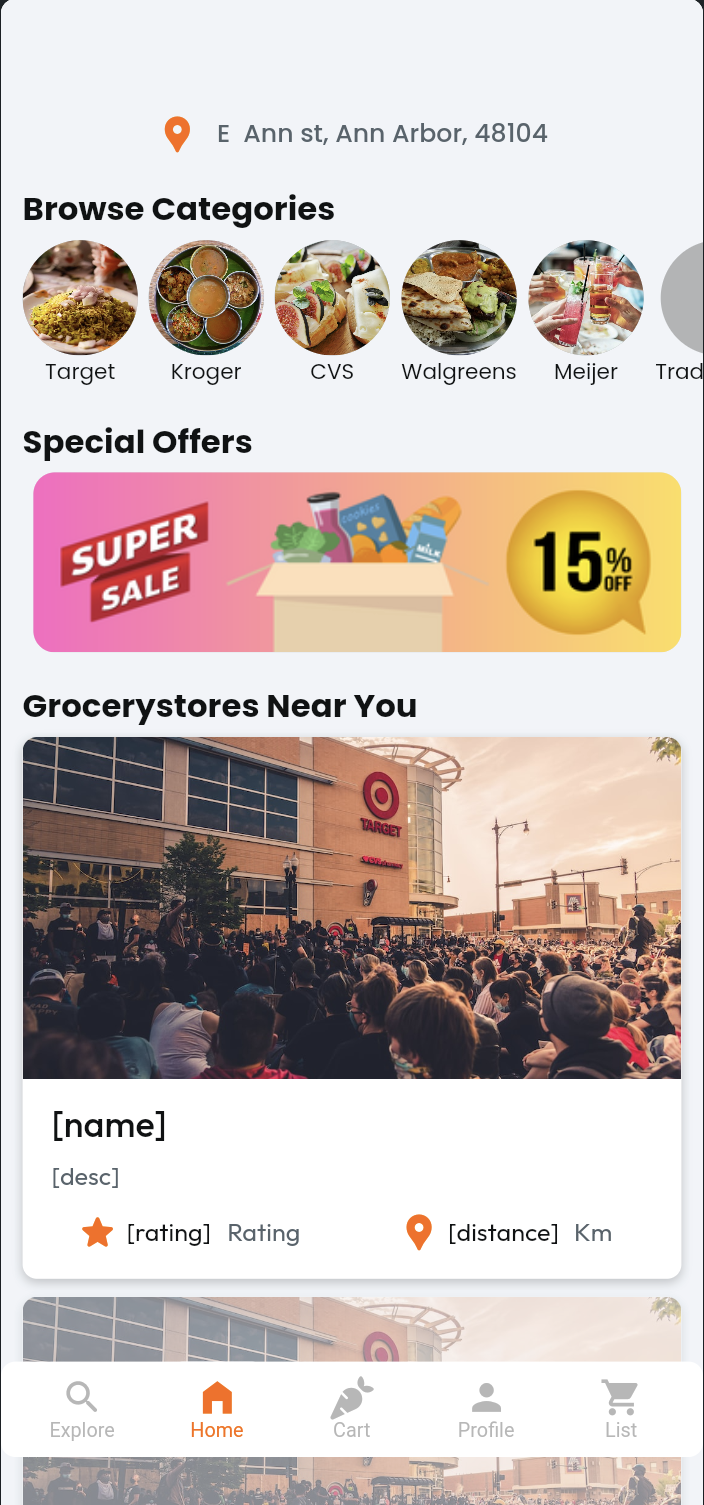 E Ann st, Ann Arbor, 48104
Browse Categories
Target Kroger CVS Walgreens Meijer Trad
Special Offers
SUPER
SALE
cookies
MILK
15%
OFF
Grocerystores Near You
TARGET
[name]
[desc]
[rating] Rating [distance] Km
Explore Home Cart Profile List